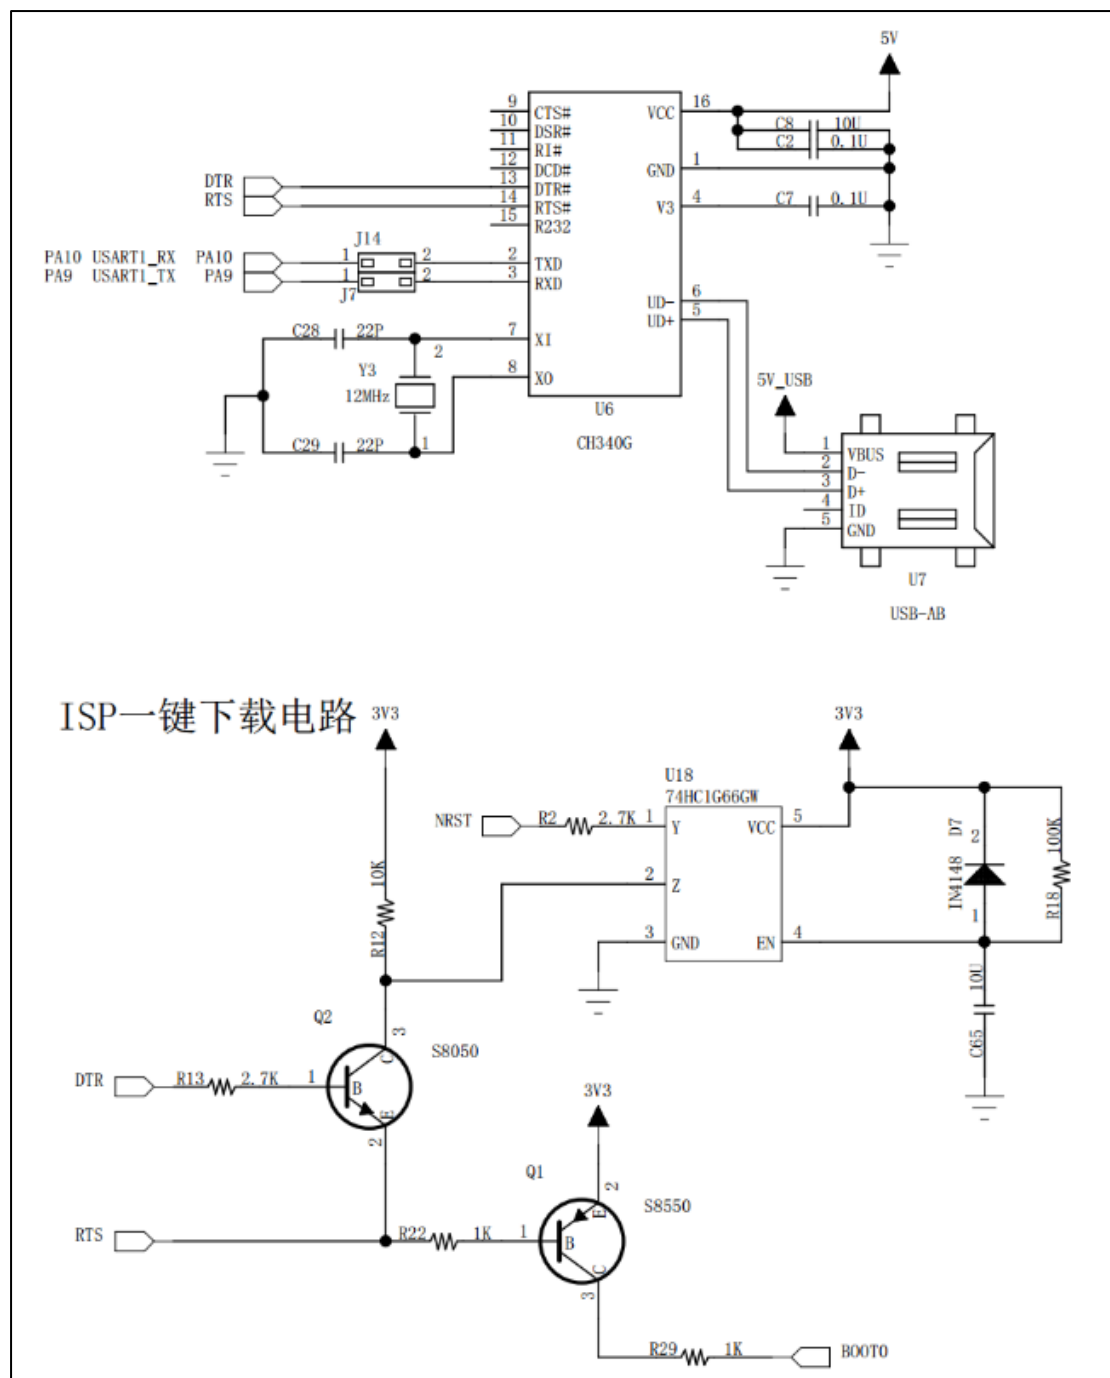 5V
9 CTS# VCC 16
10 DSR# C8 10U
11 RI# C2 0.1U
12 DCD# GND 1
DTR 13 DTR#
RTS 14 RTS# V3 4 C7 0.1U
15 R232
J14
PA10 USART1_RX PA10 1 2 2 TXD
PA9 USART1_TX PA9 1 2 3 RXD
J7
UD- 6
UD+ 5
C28 22P 7 XI
2
Y3 8 XO
12MHz
5V_USB
U6
C29 22P 1 CH340G
1 VBUS
2 D-
3 D+
4 ID
5 GND
U7
USB-AB
ISP一键下载电路
3V3
3V3
U18
74HC1G66GW
NRST R2 2.7K 1 Y VCC 5
D7 2
10K 2 Z IN4148 100K
R12 1 R18
3 GND EN 4
10U
Q2 3 C S8050 C65
DTR R13 2.7K 1 B
E 2
3V3
Q1 2
E S8550
RTS R22 1K 1 B
C
3
R29 1K BOOT0